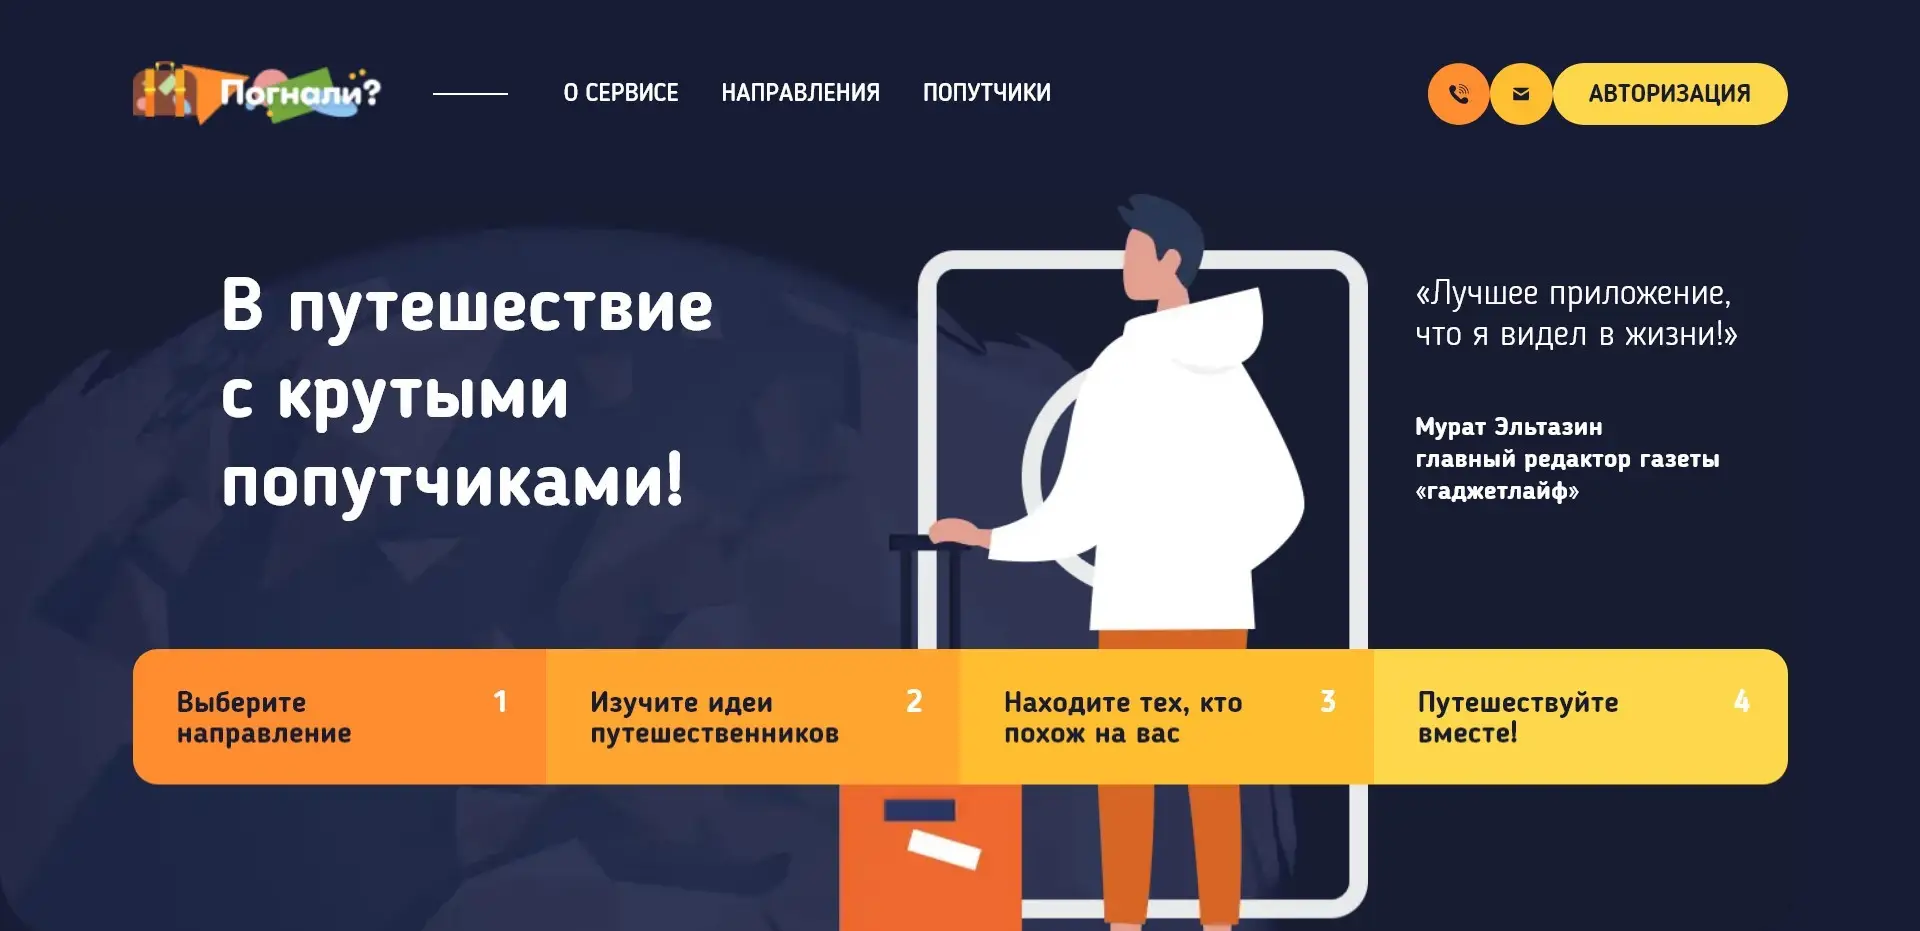 Погнали?
О СЕРВИСЕ
НАПРАВЛЕНИЯ
ПОПУТЧИКИ
АВТОРИЗАЦИЯ
В путешествие
с крутыми
попутчиками!
«Лучшее приложение,
что я видел в жизни!»
Мурат Эльтазин
главный редактор газеты
«гаджетлайф»
Выберите
направление
1
Изучите идеи
путешественников
2
Находите тех, кто
похож на вас
3
Путешествуйте
вместе!
4